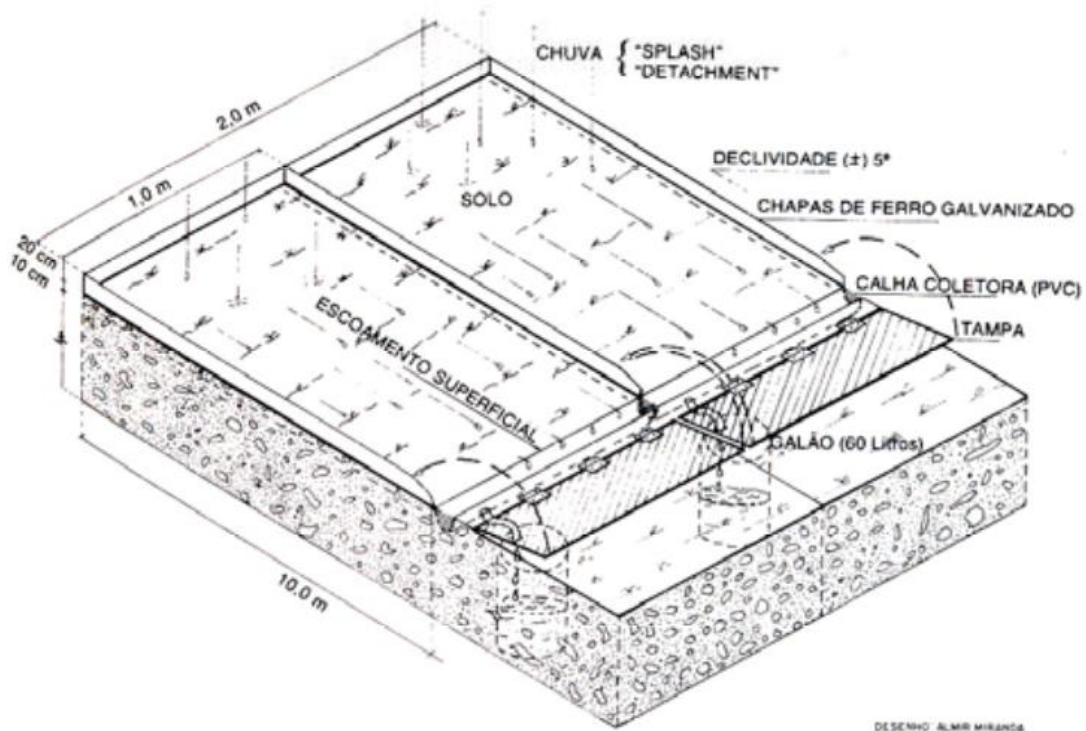 CHUVA { "SPLASH"
{ "DETACHMENT"
2,0 m
DECLIVIDADE (±) 5º
1,0 m
SOLO
CHAPAS DE FERRO GALVANIZADO
20 cm
10 cm
CALHA COLETORA (PVC)
ESCOAMENTO SUPERFICIAL
TAMPA
GALÃO (60 Litros)
10,0 m
DESENHO: ALMIR MIRANDA